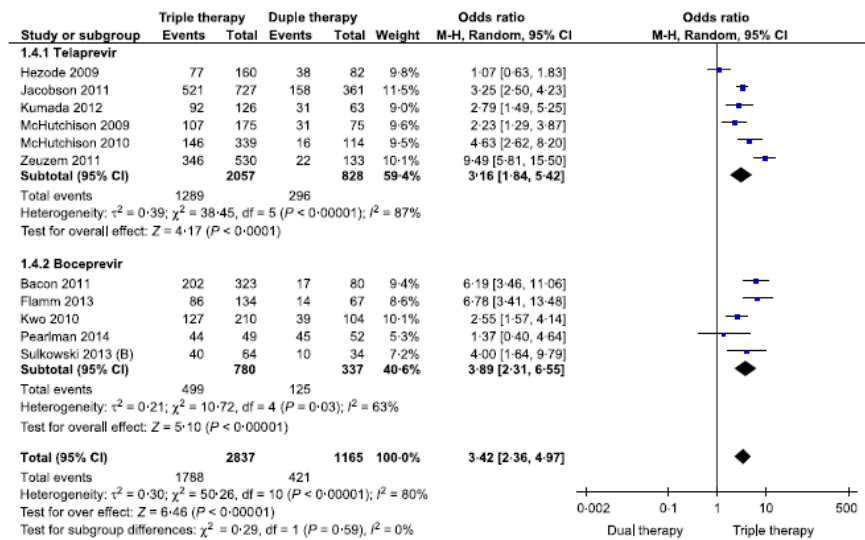 Triple therapy Duple therapy Odds ratio Odds ratio
Study or subgroup Events Total Events Total Weight M-H, Random, 95% CI M-H, Random, 95% CI
1.4.1 Telaprevir
Hezode 2009 77 160 38 82 9·8% 1·07 [0·63, 1·83]
Jacobson 2011 521 727 158 361 11·5% 3·25 [2·50, 4·23]
Kumada 2012 92 126 31 63 9·0% 2·79 [1·49, 5·25]
McHutchison 2009 107 175 31 75 9·6% 2·23 [1·29, 3·87]
McHutchison 2010 146 339 16 114 9·4% 4·63 [2·62, 8·20]
Zeuzem 2011 346 530 22 133 10·1% 9·49 [5·81, 15·50]
Subtotal (95% CI) 2057 828 59·4% 3·16 [1·84, 5·42]
Total events 1289 296
Heterogeneity: τ² = 0·39; χ² = 38·45, df = 5 (P < 0·00001); I² = 87%
Test for overall effect: Z = 4·17 (P < 0·0001)
1.4.2 Boceprevir
Bacon 2011 202 323 17 80 9·4% 6·19 [3·46, 11·06]
Flamm 2013 86 134 14 67 8·6% 6·78 [3·41, 13·48]
Kwo 2010 127 210 39 104 10·1% 2·55 [1·57, 4·14]
Pearlman 2014 44 49 45 52 5·3% 1·37 [0·40, 4·64]
Sulkowski 2013 (B) 40 64 10 34 7·2% 4·00 [1·64, 9·79]
Subtotal (95% CI) 780 337 40·6% 3·89 [2·31, 6·55]
Total events 499 125
Heterogeneity: τ² = 0·21; χ² = 10·72, df = 4 (P = 0·03); I² = 63%
Test for overall effect: Z = 5·10 (P < 0·00001)
Total (95% CI) 2837 1165 100·0% 3·42 [2·36, 4·97]
Total events 1788 421
Heterogeneity: τ² = 0·30; χ² = 50·26, df = 10 (P < 0·00001); I² = 80%
Test for over effect: Z = 6·46 (P < 0·00001)
Test for subgroup differences: χ² = 0·29, df = 1 (P = 0·59), I² = 0%
0·002 0·1 1 10 500
Dual therapy Triple therapy